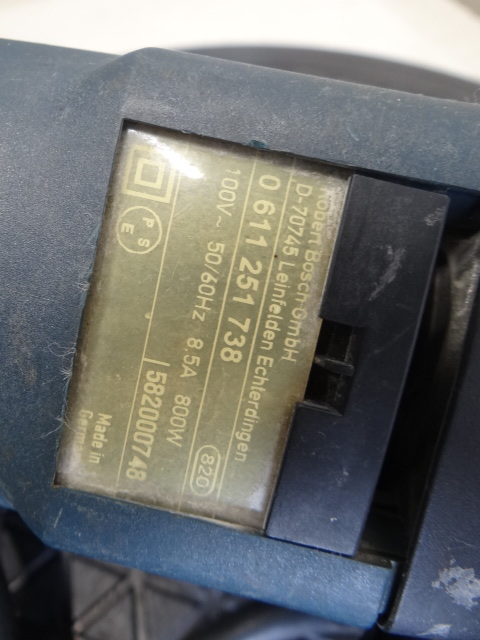 Robert Bosch GmbH
D-70745 Leinfelden Echterdingen
0 611 251 738
100V~ 50/60Hz 8.5A 800W
820
582000748
PSE
Made in